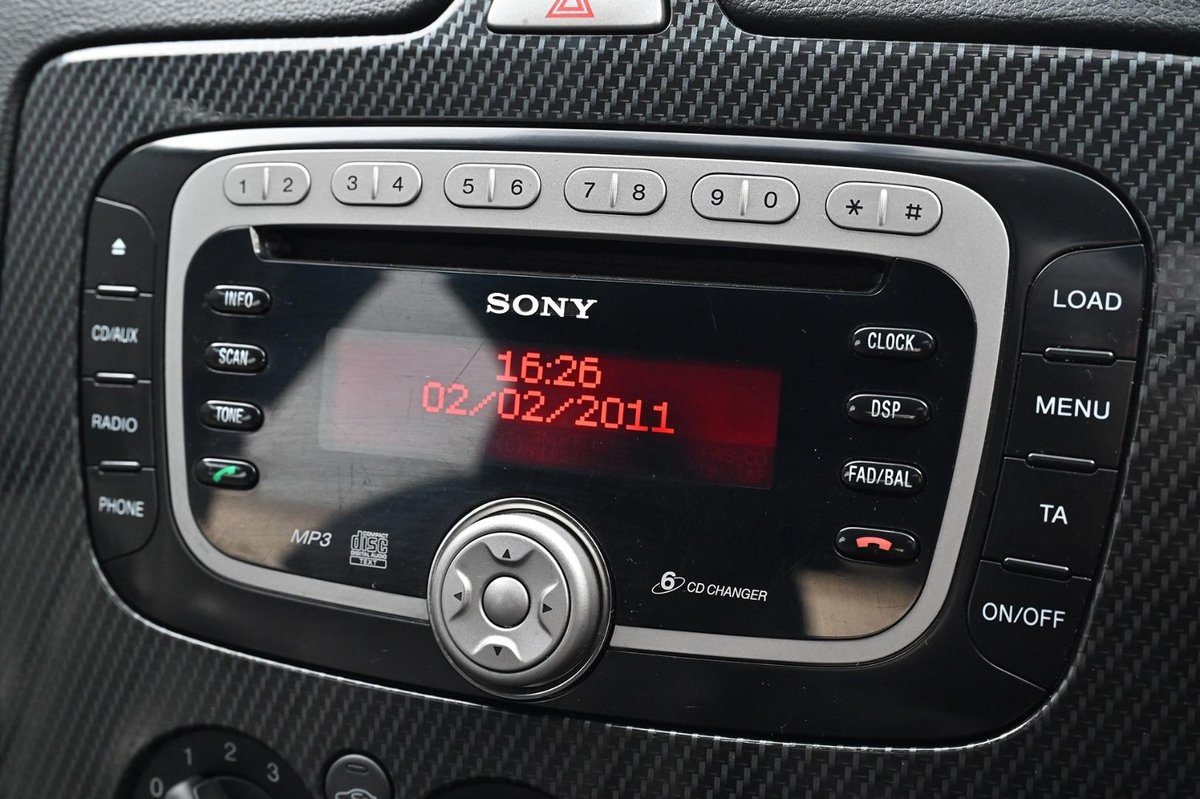 1 2 3 4 5 6 7 8 9 0 * #
SONY
INFO
SCAN
TONE
16:26
02/02/2011
CLOCK
DSP
FAD/BAL
CD/AUX
RADIO
PHONE
LOAD
MENU
TA
ON/OFF
MP3
COMPACT
disc
DIGITAL AUDIO
TEXT
6 CD CHANGER
0 1 2 3